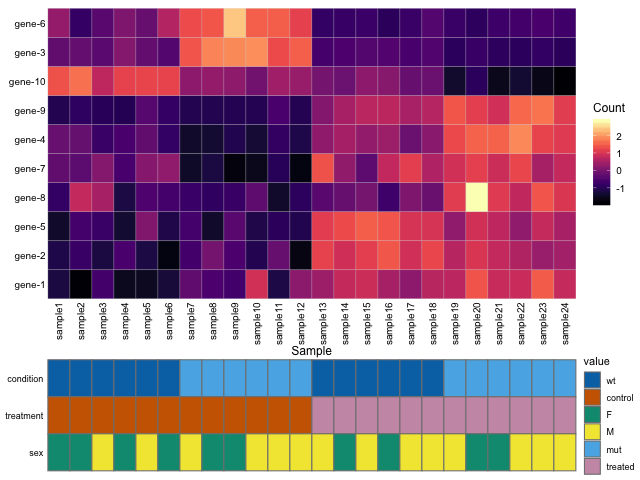 gene-6
gene-3
gene-10
gene-9
gene-4
gene-7
gene-8
gene-5
gene-2
gene-1
sample1
sample2
sample3
sample4
sample5
sample6
sample7
sample8
sample9
sample10
sample11
sample12
sample13
sample14
sample15
sample16
sample17
sample18
sample19
sample20
sample21
sample22
sample23
sample24
Sample
Count
2
1
0
-1
condition
treatment
sex
value
wt
control
F
M
mut
treated